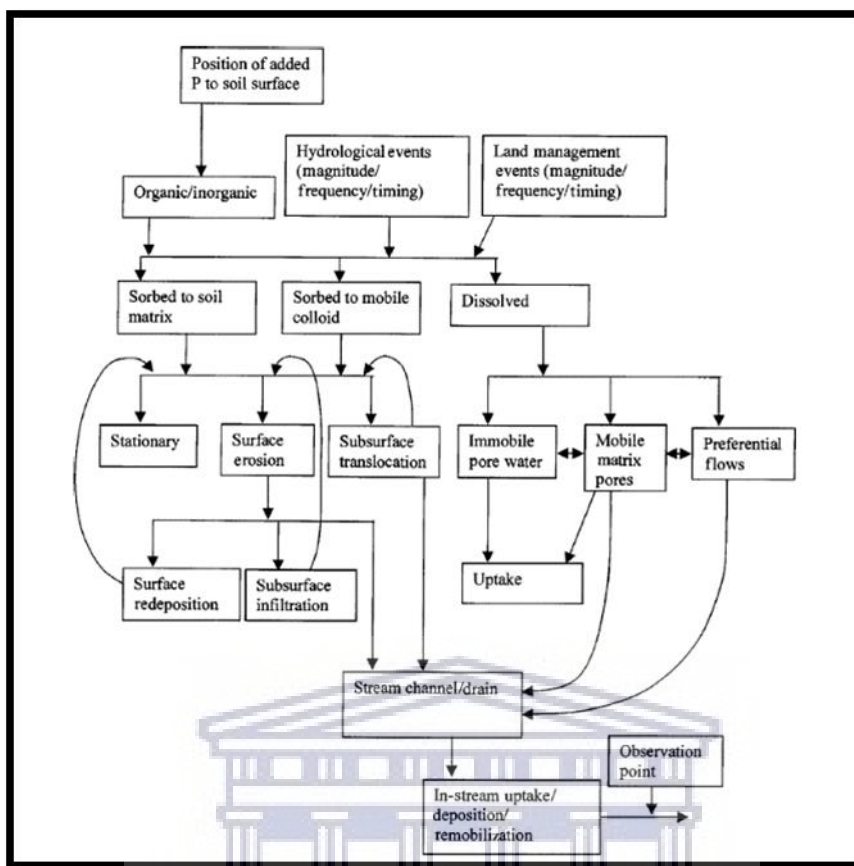 Position of added
P to soil surface
Hydrological events
(magnitude/
frequency/timing)
Land management
events (magnitude/
frequency/timing)
Organic/inorganic
Sorbed to soil
matrix
Sorbed to mobile
colloid
Dissolved
Stationary
Surface
erosion
Subsurface
translocation
Immobile
pore water
Mobile
matrix
pores
Preferential
flows
Surface
redeposition
Subsurface
infiltration
Uptake
Stream channel/drain
Observation
point
In-stream uptake/
deposition/
remobilization